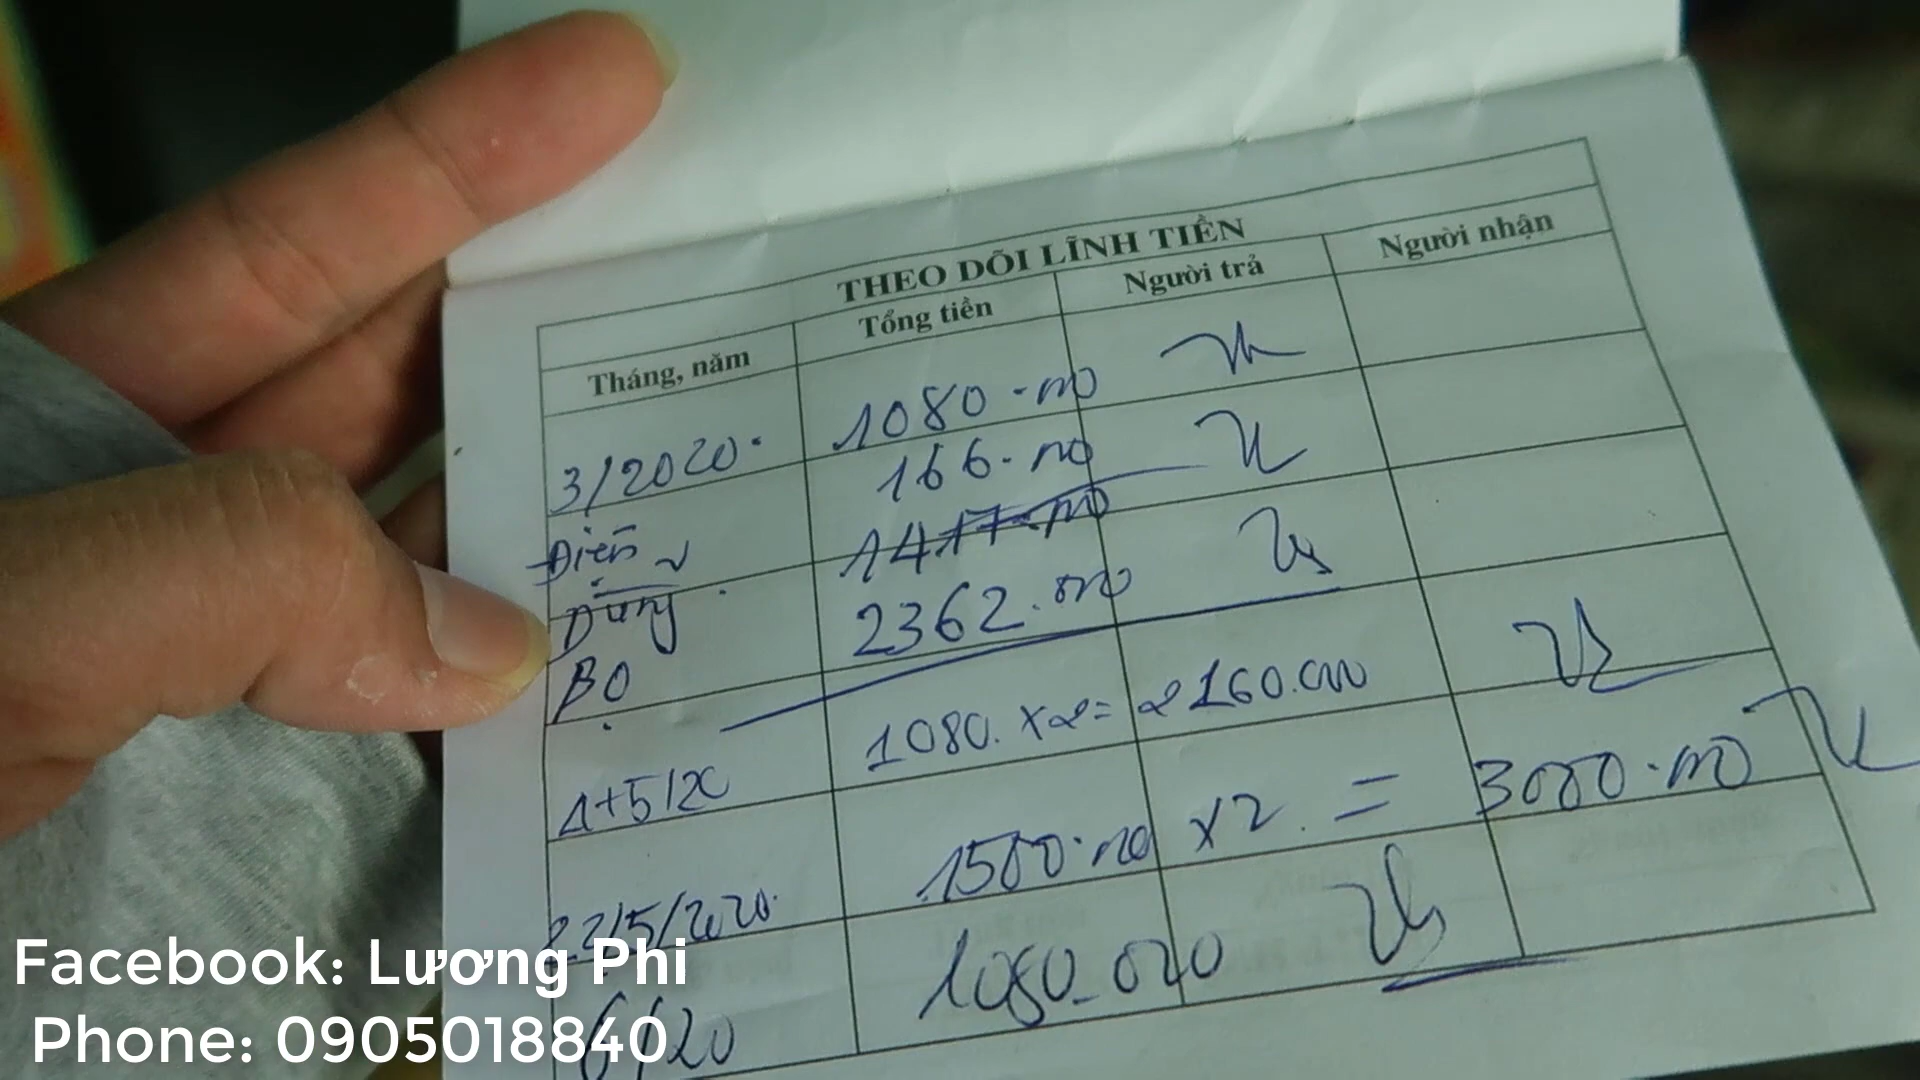 THEO DÕI LĨNH TIỀN
Tháng, năm Tổng tiền Người trả Người nhận
3/2020. 1080.000
Điện 166.000
Dũng 1417.000
BỌ 2362.000
4+5/20 1080. x2= 2160.000
22/5/2020. 1500.000 x2. = 3000.000
6/20 1080.000
Facebook: Lương Phi
Phone: 0905018840